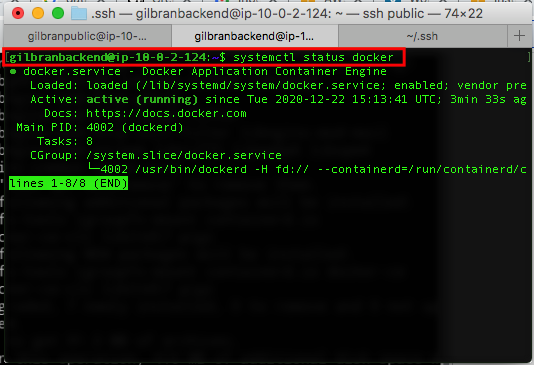 .ssh — gilbranbackend@ip-10-0-2-124: ~ — ssh public — 74×22
gilbranpublic@ip-10-...
gilbranbackend@ip-1...
~/.ssh
[gilbranbackend@ip-10-0-2-124:~$ systemctl status docker ]
● docker.service - Docker Application Container Engine
Loaded: loaded (/lib/systemd/system/docker.service; enabled; vendor pre
Active: active (running) since Tue 2020-12-22 15:13:41 UTC; 3min 33s ag
Docs: https://docs.docker.com
Main PID: 4002 (dockerd)
Tasks: 8
CGroup: /system.slice/docker.service
└─4002 /usr/bin/dockerd -H fd:// --containerd=/run/containerd/c
lines 1-8/8 (END)